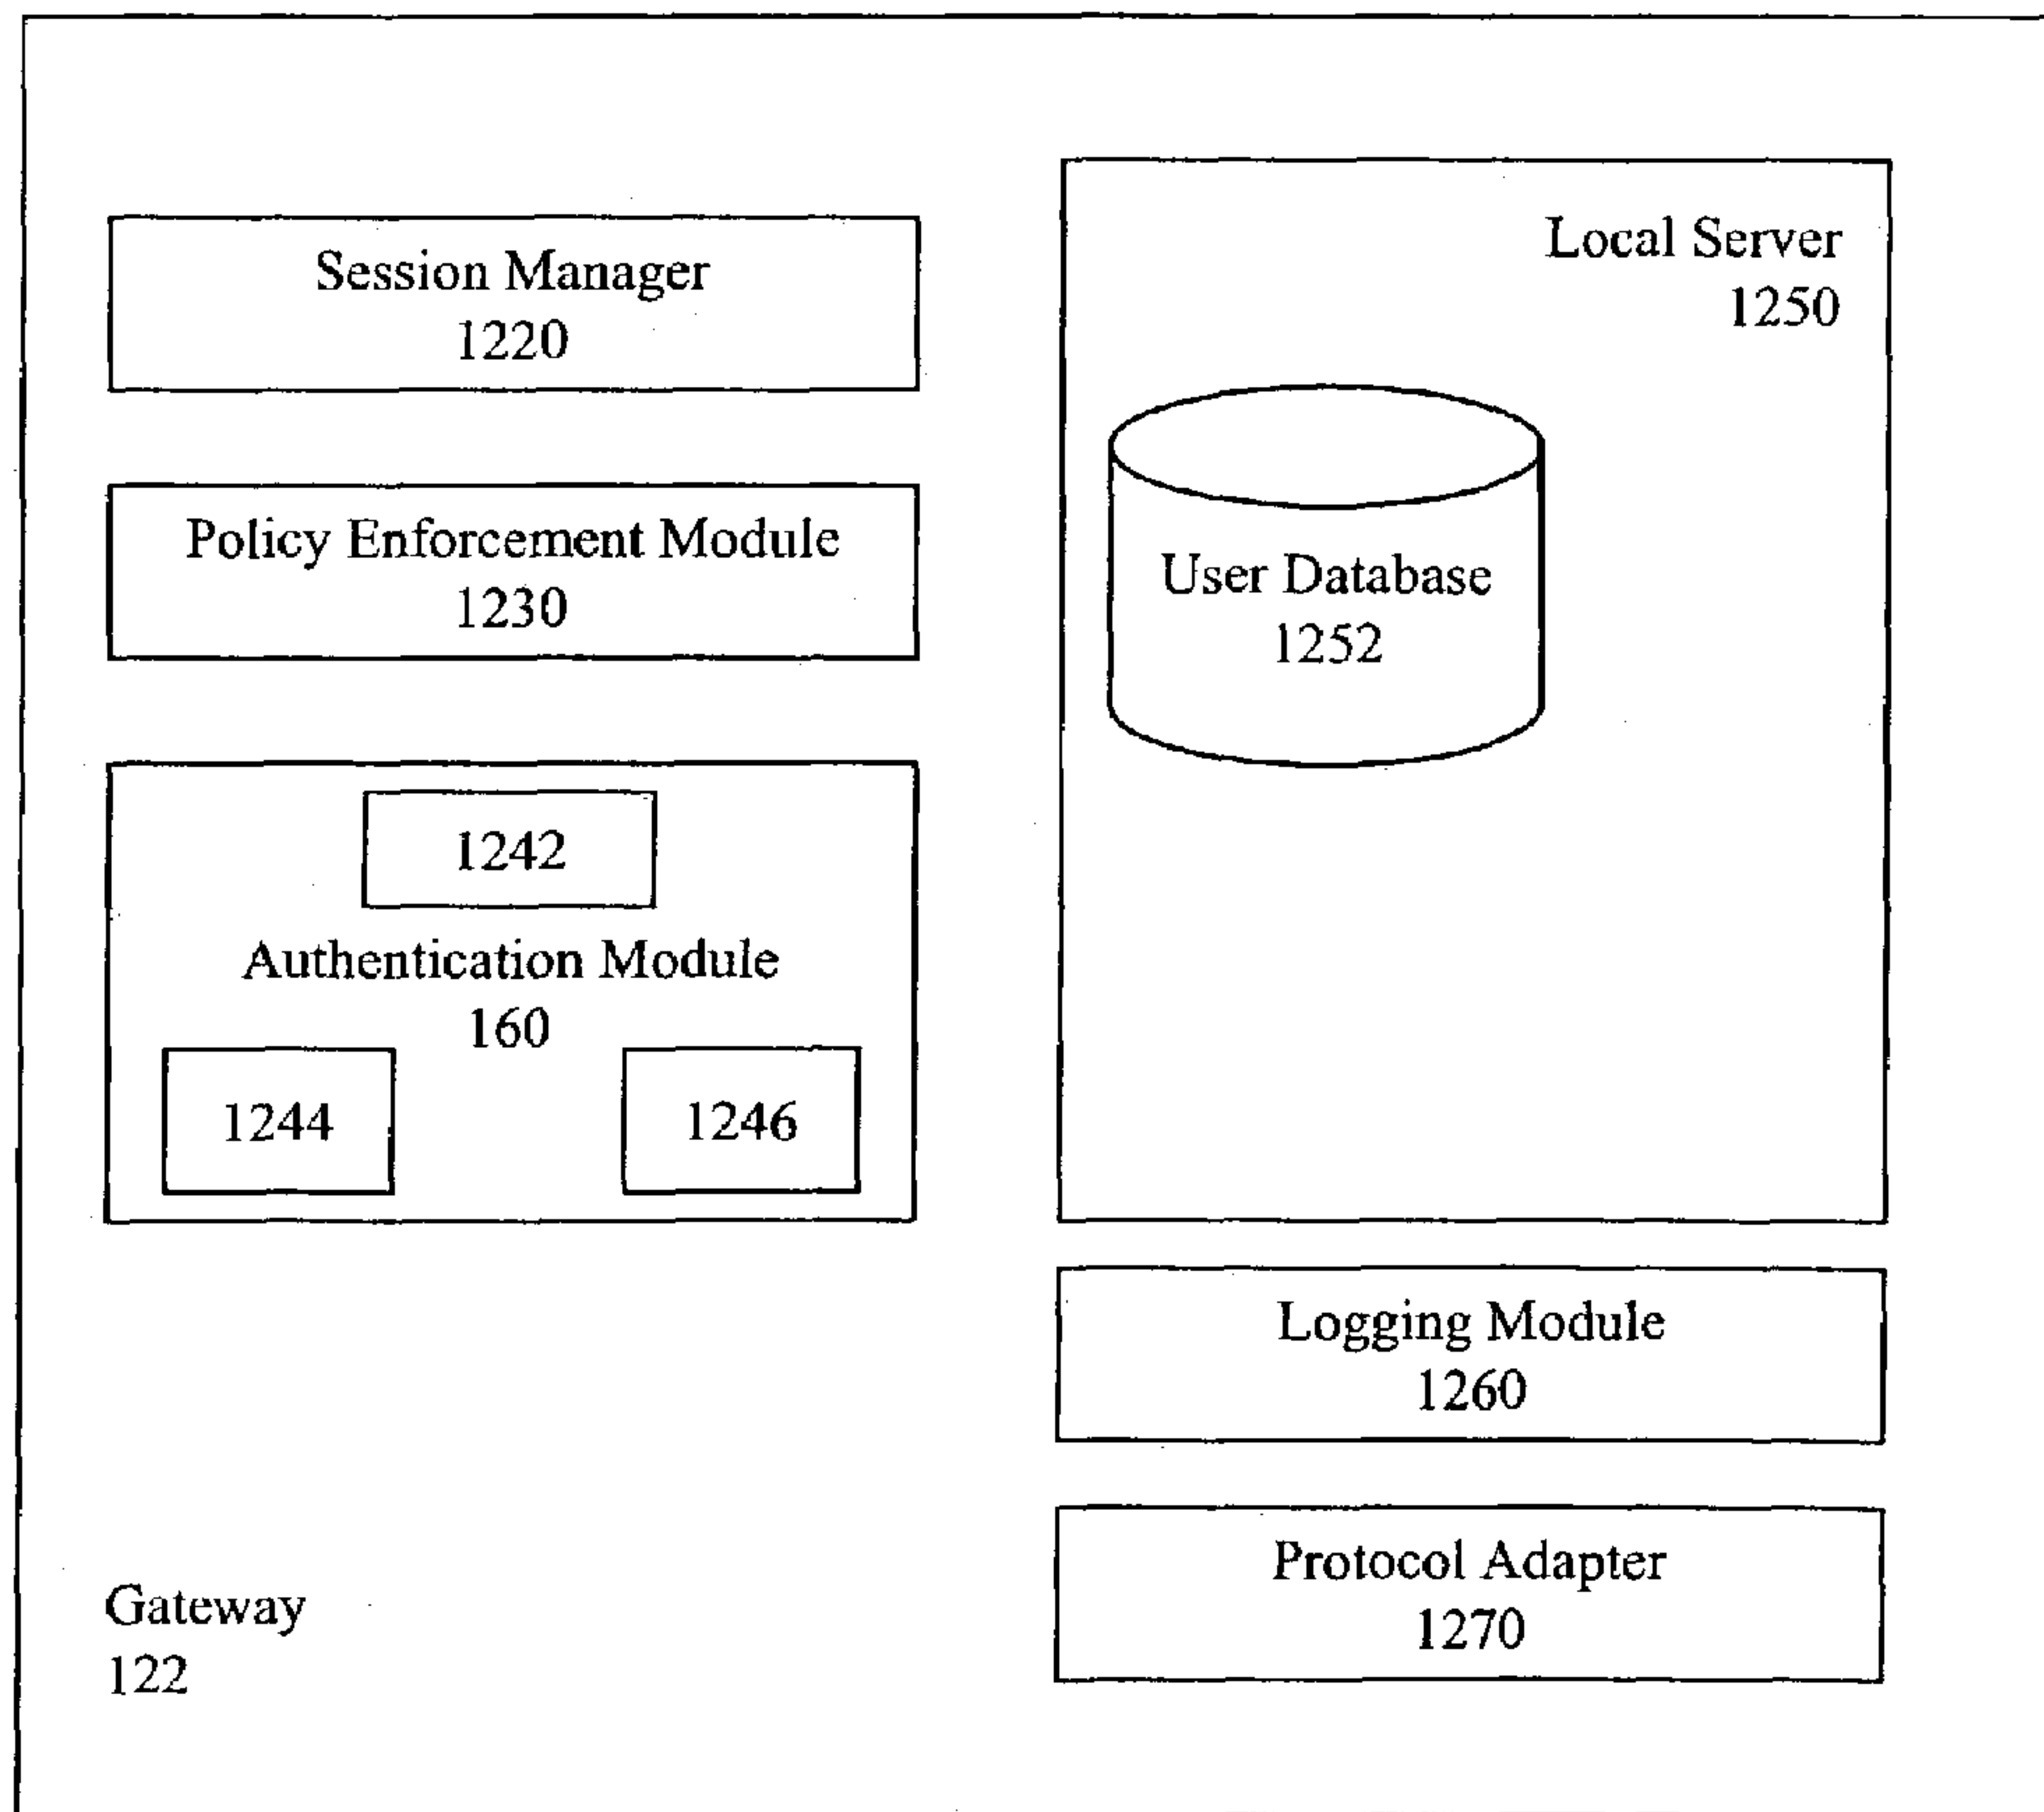 Session Manager
1220
Policy Enforcement Module
1230
1242
Authentication Module
160
1244
1246
Local Server
1250
User Database
1252
Logging Module
1260
Protocol Adapter
1270
Gateway
122